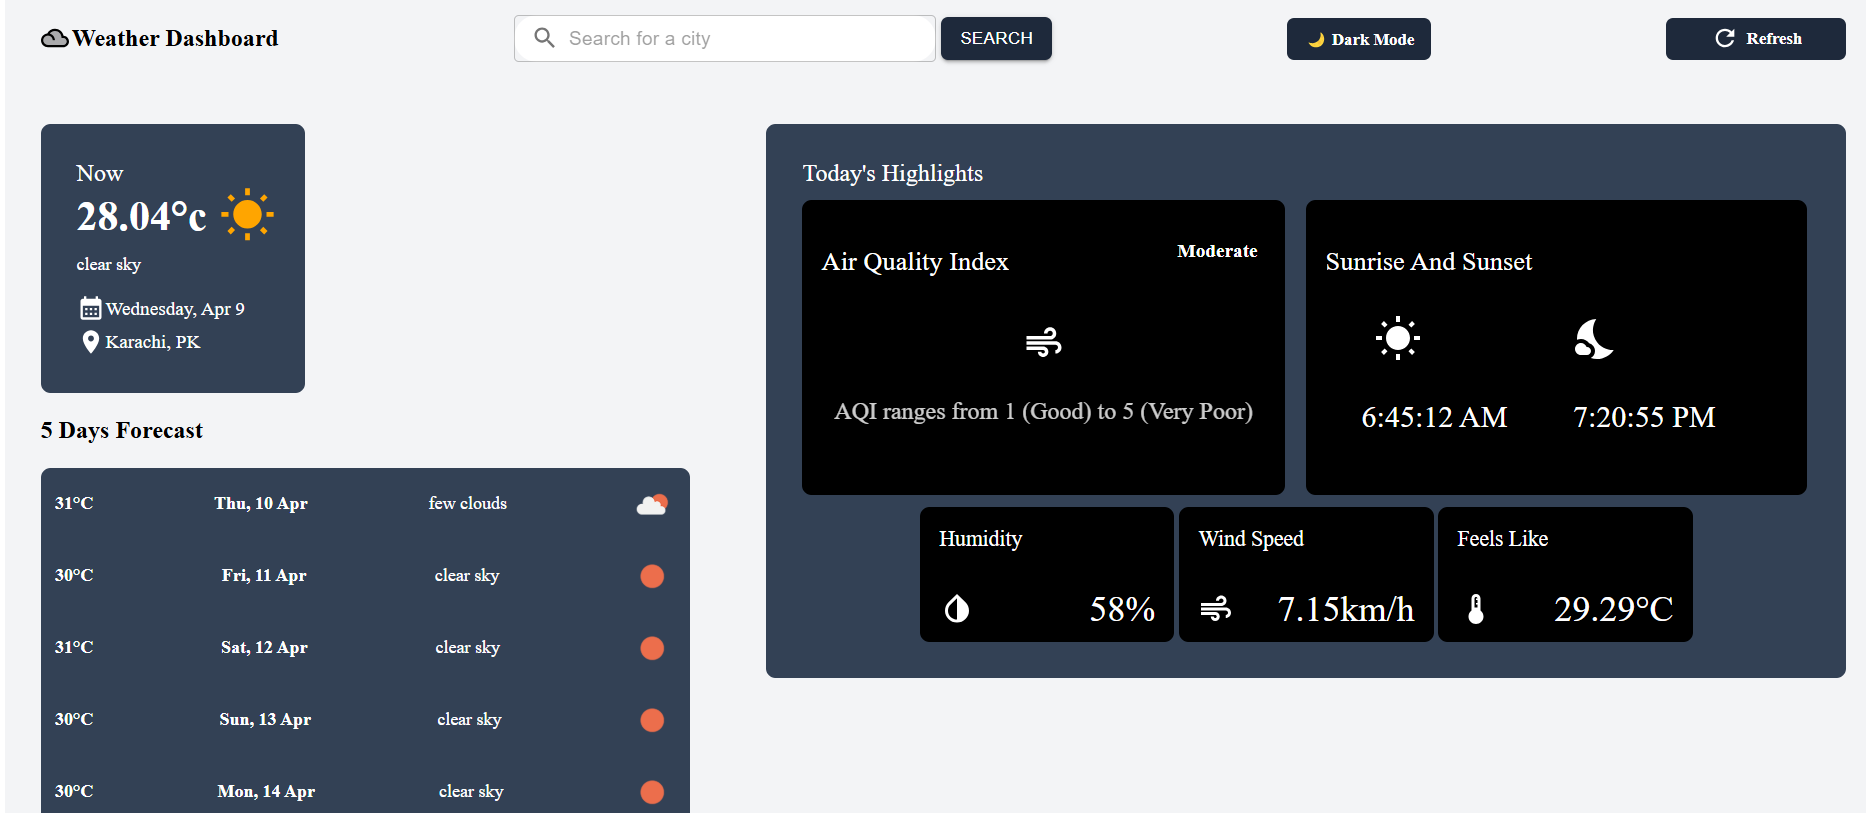 Weather Dashboard
Search for a city
SEARCH
🌙 Dark Mode
Refresh
Now
28.04°c
clear sky
Wednesday, Apr 9
Karachi, PK
5 Days Forecast
31°C Thu, 10 Apr few clouds
30°C Fri, 11 Apr clear sky
31°C Sat, 12 Apr clear sky
30°C Sun, 13 Apr clear sky
30°C Mon, 14 Apr clear sky
Today's Highlights
Air Quality Index
Moderate
AQI ranges from 1 (Good) to 5 (Very Poor)
Sunrise And Sunset
6:45:12 AM
7:20:55 PM
Humidity
58%
Wind Speed
7.15km/h
Feels Like
29.29°C